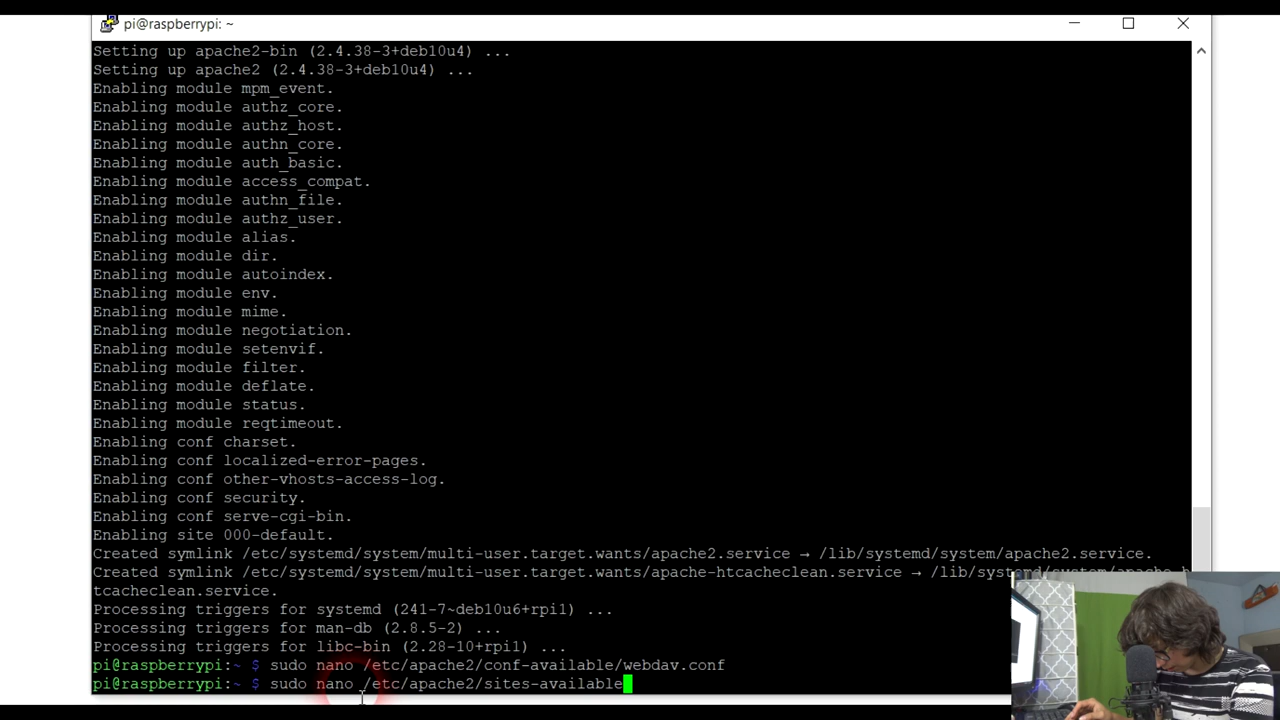 pi@raspberrypi: ~
Setting up apache2-bin (2.4.38-3+deb10u4) ...
Setting up apache2 (2.4.38-3+deb10u4) ...
Enabling module mpm_event.
Enabling module authz_core.
Enabling module authz_host.
Enabling module authn_core.
Enabling module auth_basic.
Enabling module access_compat.
Enabling module authn_file.
Enabling module authz_user.
Enabling module alias.
Enabling module dir.
Enabling module autoindex.
Enabling module env.
Enabling module mime.
Enabling module negotiation.
Enabling module setenvif.
Enabling module filter.
Enabling module deflate.
Enabling module status.
Enabling module reqtimeout.
Enabling conf charset.
Enabling conf localized-error-pages.
Enabling conf other-vhosts-access-log.
Enabling conf security.
Enabling conf serve-cgi-bin.
Enabling site 000-default.
Created symlink /etc/systemd/system/multi-user.target.wants/apache2.service → /lib/systemd/system/apache2.service.
Created symlink /etc/systemd/system/multi-user.target.wants/apache-htcacheclean.service →
tcacheclean.service.
Processing triggers for systemd (241-7~deb10u6+rpi1) ...
Processing triggers for man-db (2.8.5-2) ...
Processing triggers for libc-bin (2.28-10+rpi1) ...
pi@raspberrypi:~ $ sudo nano /etc/apache2/conf-available/webdav.conf
pi@raspberrypi:~ $ sudo nano /etc/apache2/sites-available